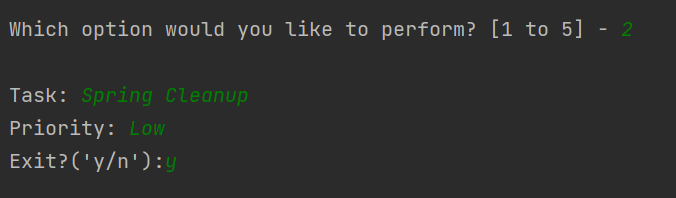 Which option would you like to perform? [1 to 5] - 2
Task: Spring Cleanup
Priority: Low
Exit?('y/n'):y